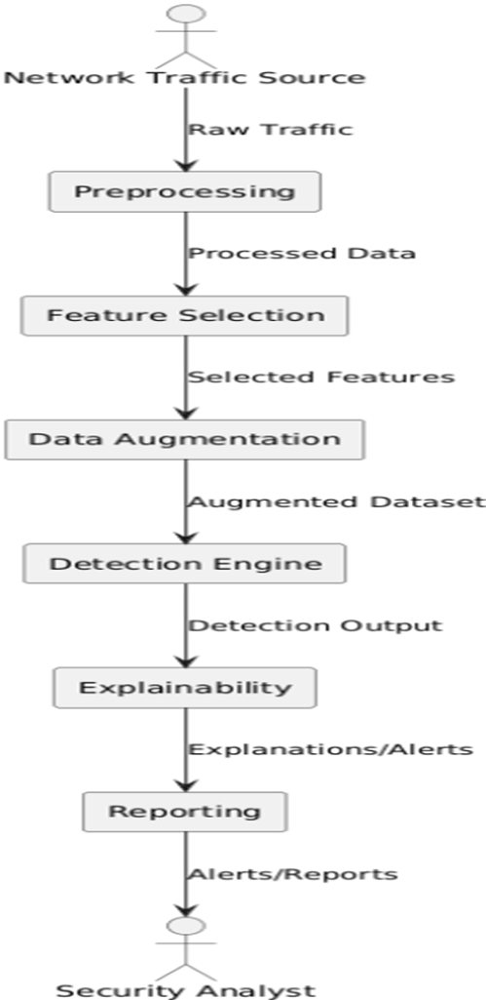 Network Traffic Source
Raw Traffic
Preprocessing
Processed Data
Feature Selection
Selected Features
Data Augmentation
Augmented Dataset
Detection Engine
Detection Output
Explainability
Explanations/Alerts
Reporting
Alerts/Reports
Security Analyst